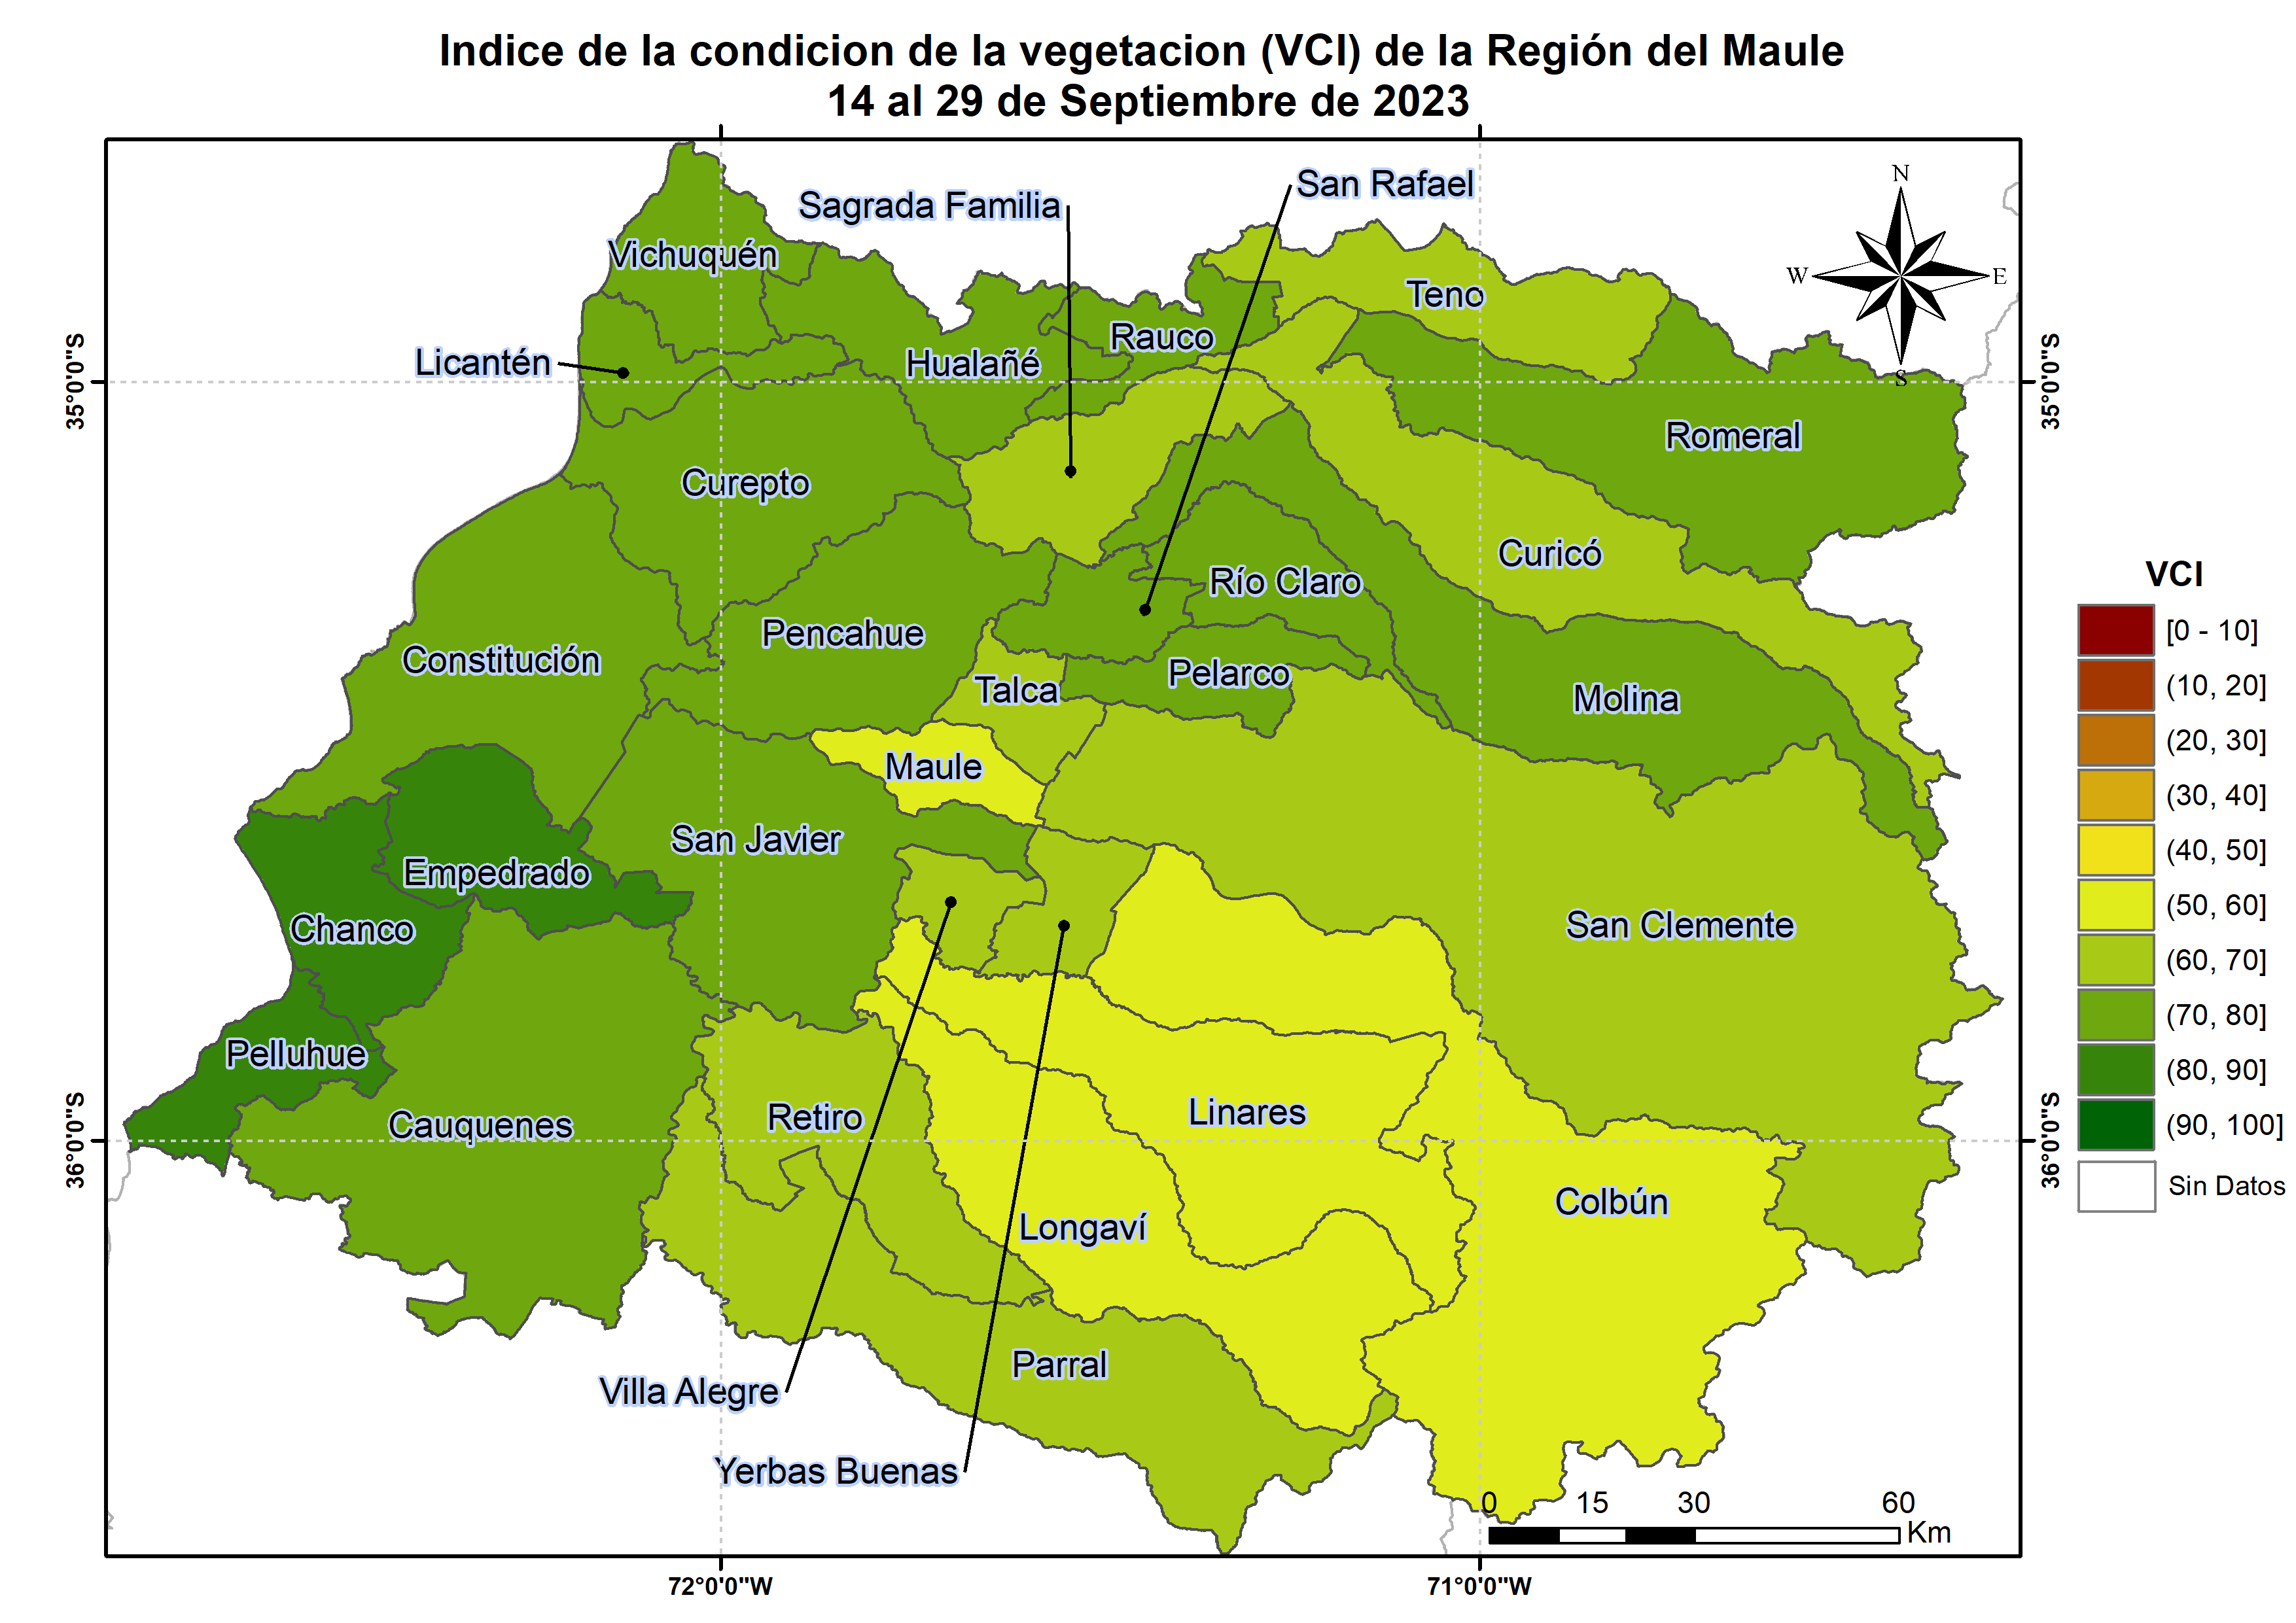 Indice de la condicion de la vegetacion (VCI) de la Región del Maule
14 al 29 de Septiembre de 2023
San Rafael
Sagrada Familia
N
W
E
S
Vichuquén
Teno
Rauco
Licantén
Hualañé
35°0'0"S
35°0'0"S
Romeral
Curepto
Curicó
Río Claro
Pencahue
Constitución
Pelarco
Talca
Molina
Maule
San Javier
Empedrado
Chanco
San Clemente
Pelluhue
Cauquenes
Retiro
Linares
36°0'0"S
36°0'0"S
Colbún
Longaví
Parral
Villa Alegre
Yerbas Buenas
0 15 30 60
Km
72°0'0"W
71°0'0"W
VCI
[0 - 10]
(10, 20]
(20, 30]
(30, 40]
(40, 50]
(50, 60]
(60, 70]
(70, 80]
(80, 90]
(90, 100]
Sin Datos